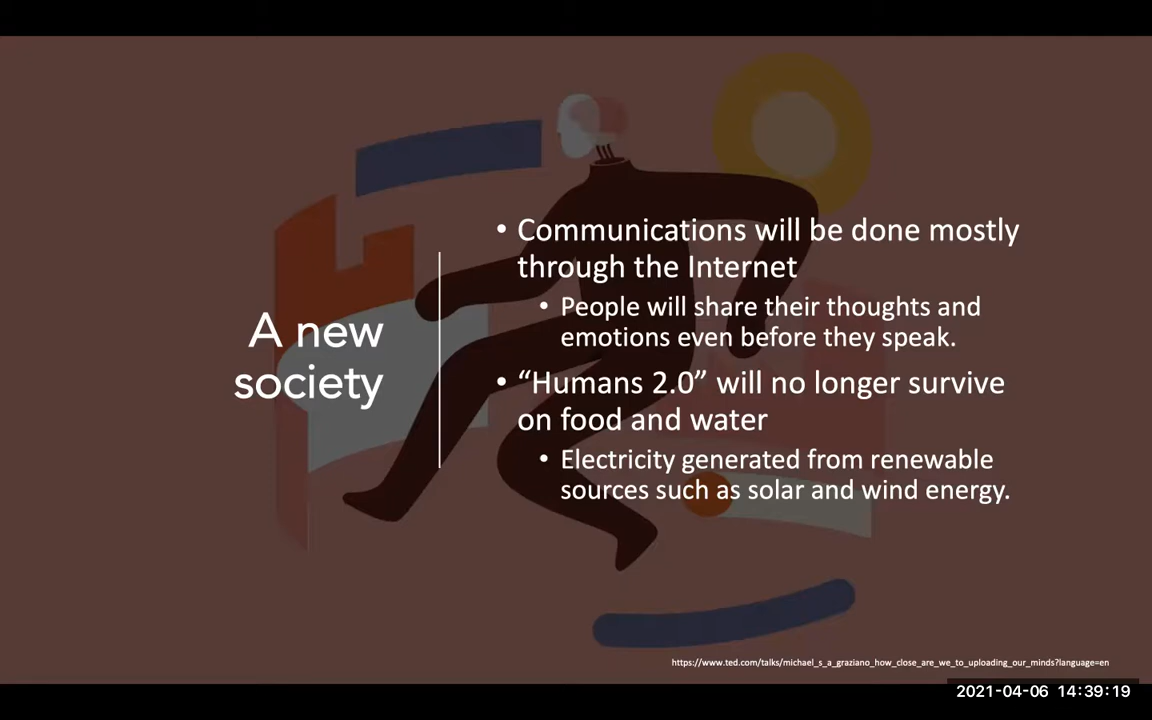 A new
society
• Communications will be done mostly
through the Internet
• People will share their thoughts and
emotions even before they speak.
• “Humans 2.0” will no longer survive
on food and water
• Electricity generated from renewable
sources such as solar and wind energy.
https://www.ted.com/talks/michael_s_a_graziano_how_close_are_we_to_uploading_our_minds?language=en
2021-04-06 14:39:19